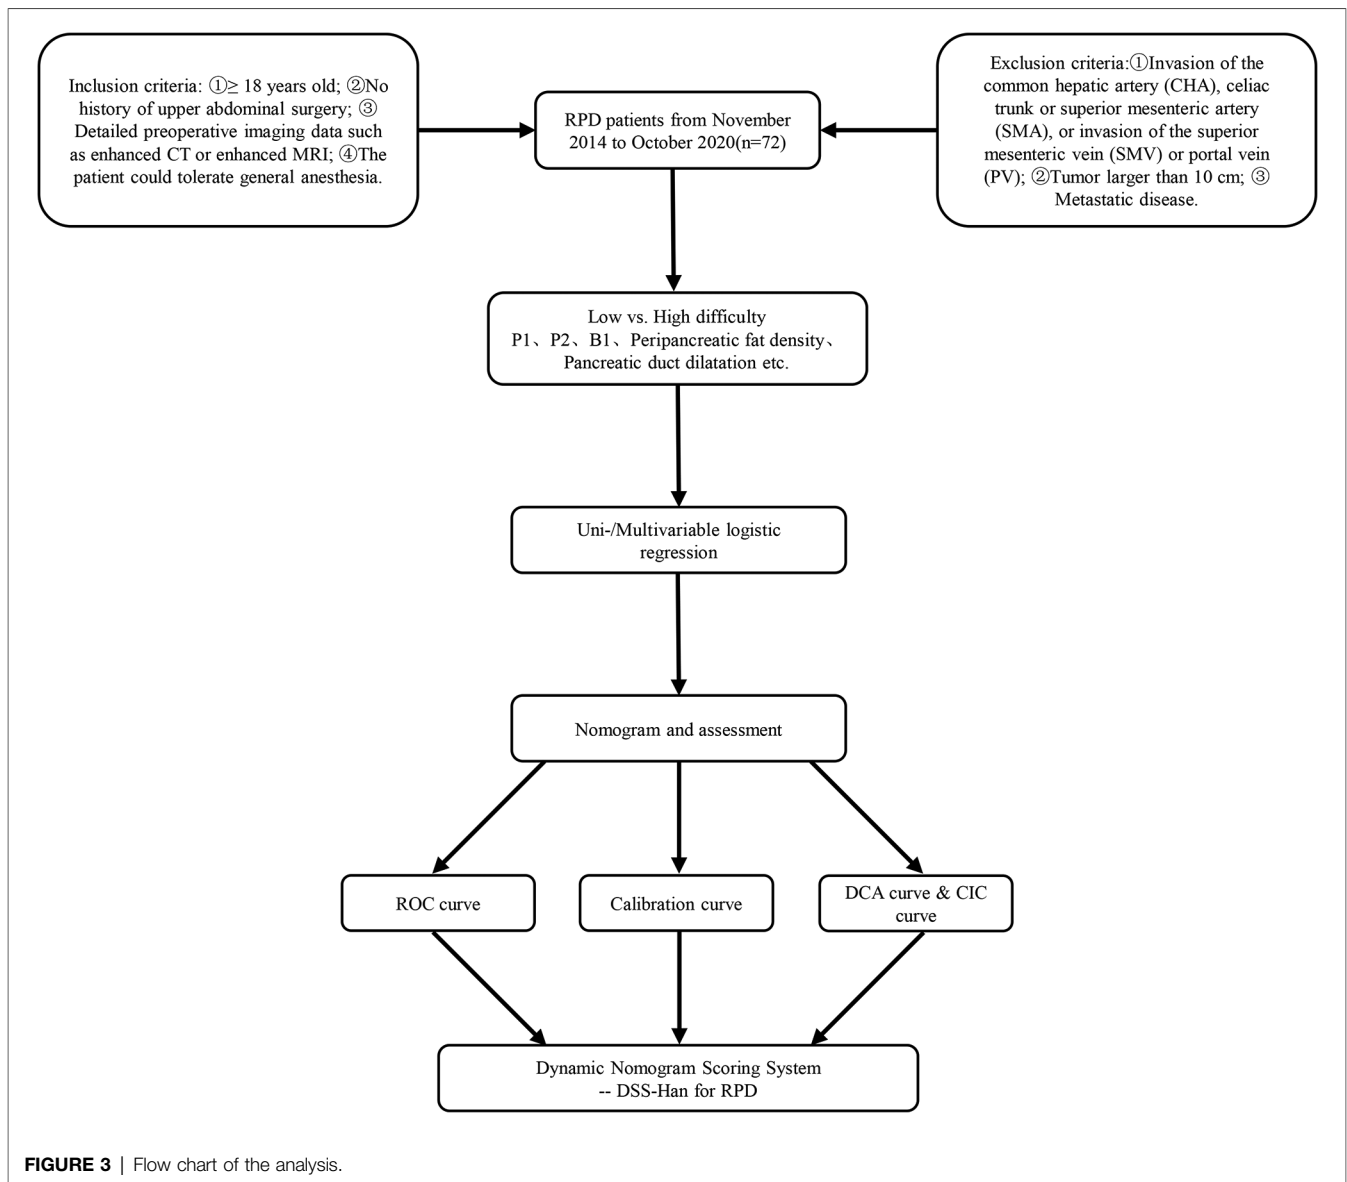 Inclusion criteria: ①≥ 18 years old; ②No
history of upper abdominal surgery; ③
Detailed preoperative imaging data such
as enhanced CT or enhanced MRI; ④The
patient could tolerate general anesthesia.
RPD patients from November
2014 to October 2020(n=72)
Exclusion criteria:①Invasion of the
common hepatic artery (CHA), celiac
trunk or superior mesenteric artery
(SMA), or invasion of the superior
mesenteric vein (SMV) or portal vein
(PV); ②Tumor larger than 10 cm; ③
Metastatic disease.
Low vs. High difficulty
P1、P2、B1、Peripancreatic fat density、
Pancreatic duct dilatation etc.
Uni-/Multivariable logistic
regression
Nomogram and assessment
ROC curve
Calibration curve
DCA curve & CIC
curve
Dynamic Nomogram Scoring System
-- DSS-Han for RPD
FIGURE 3 | Flow chart of the analysis.